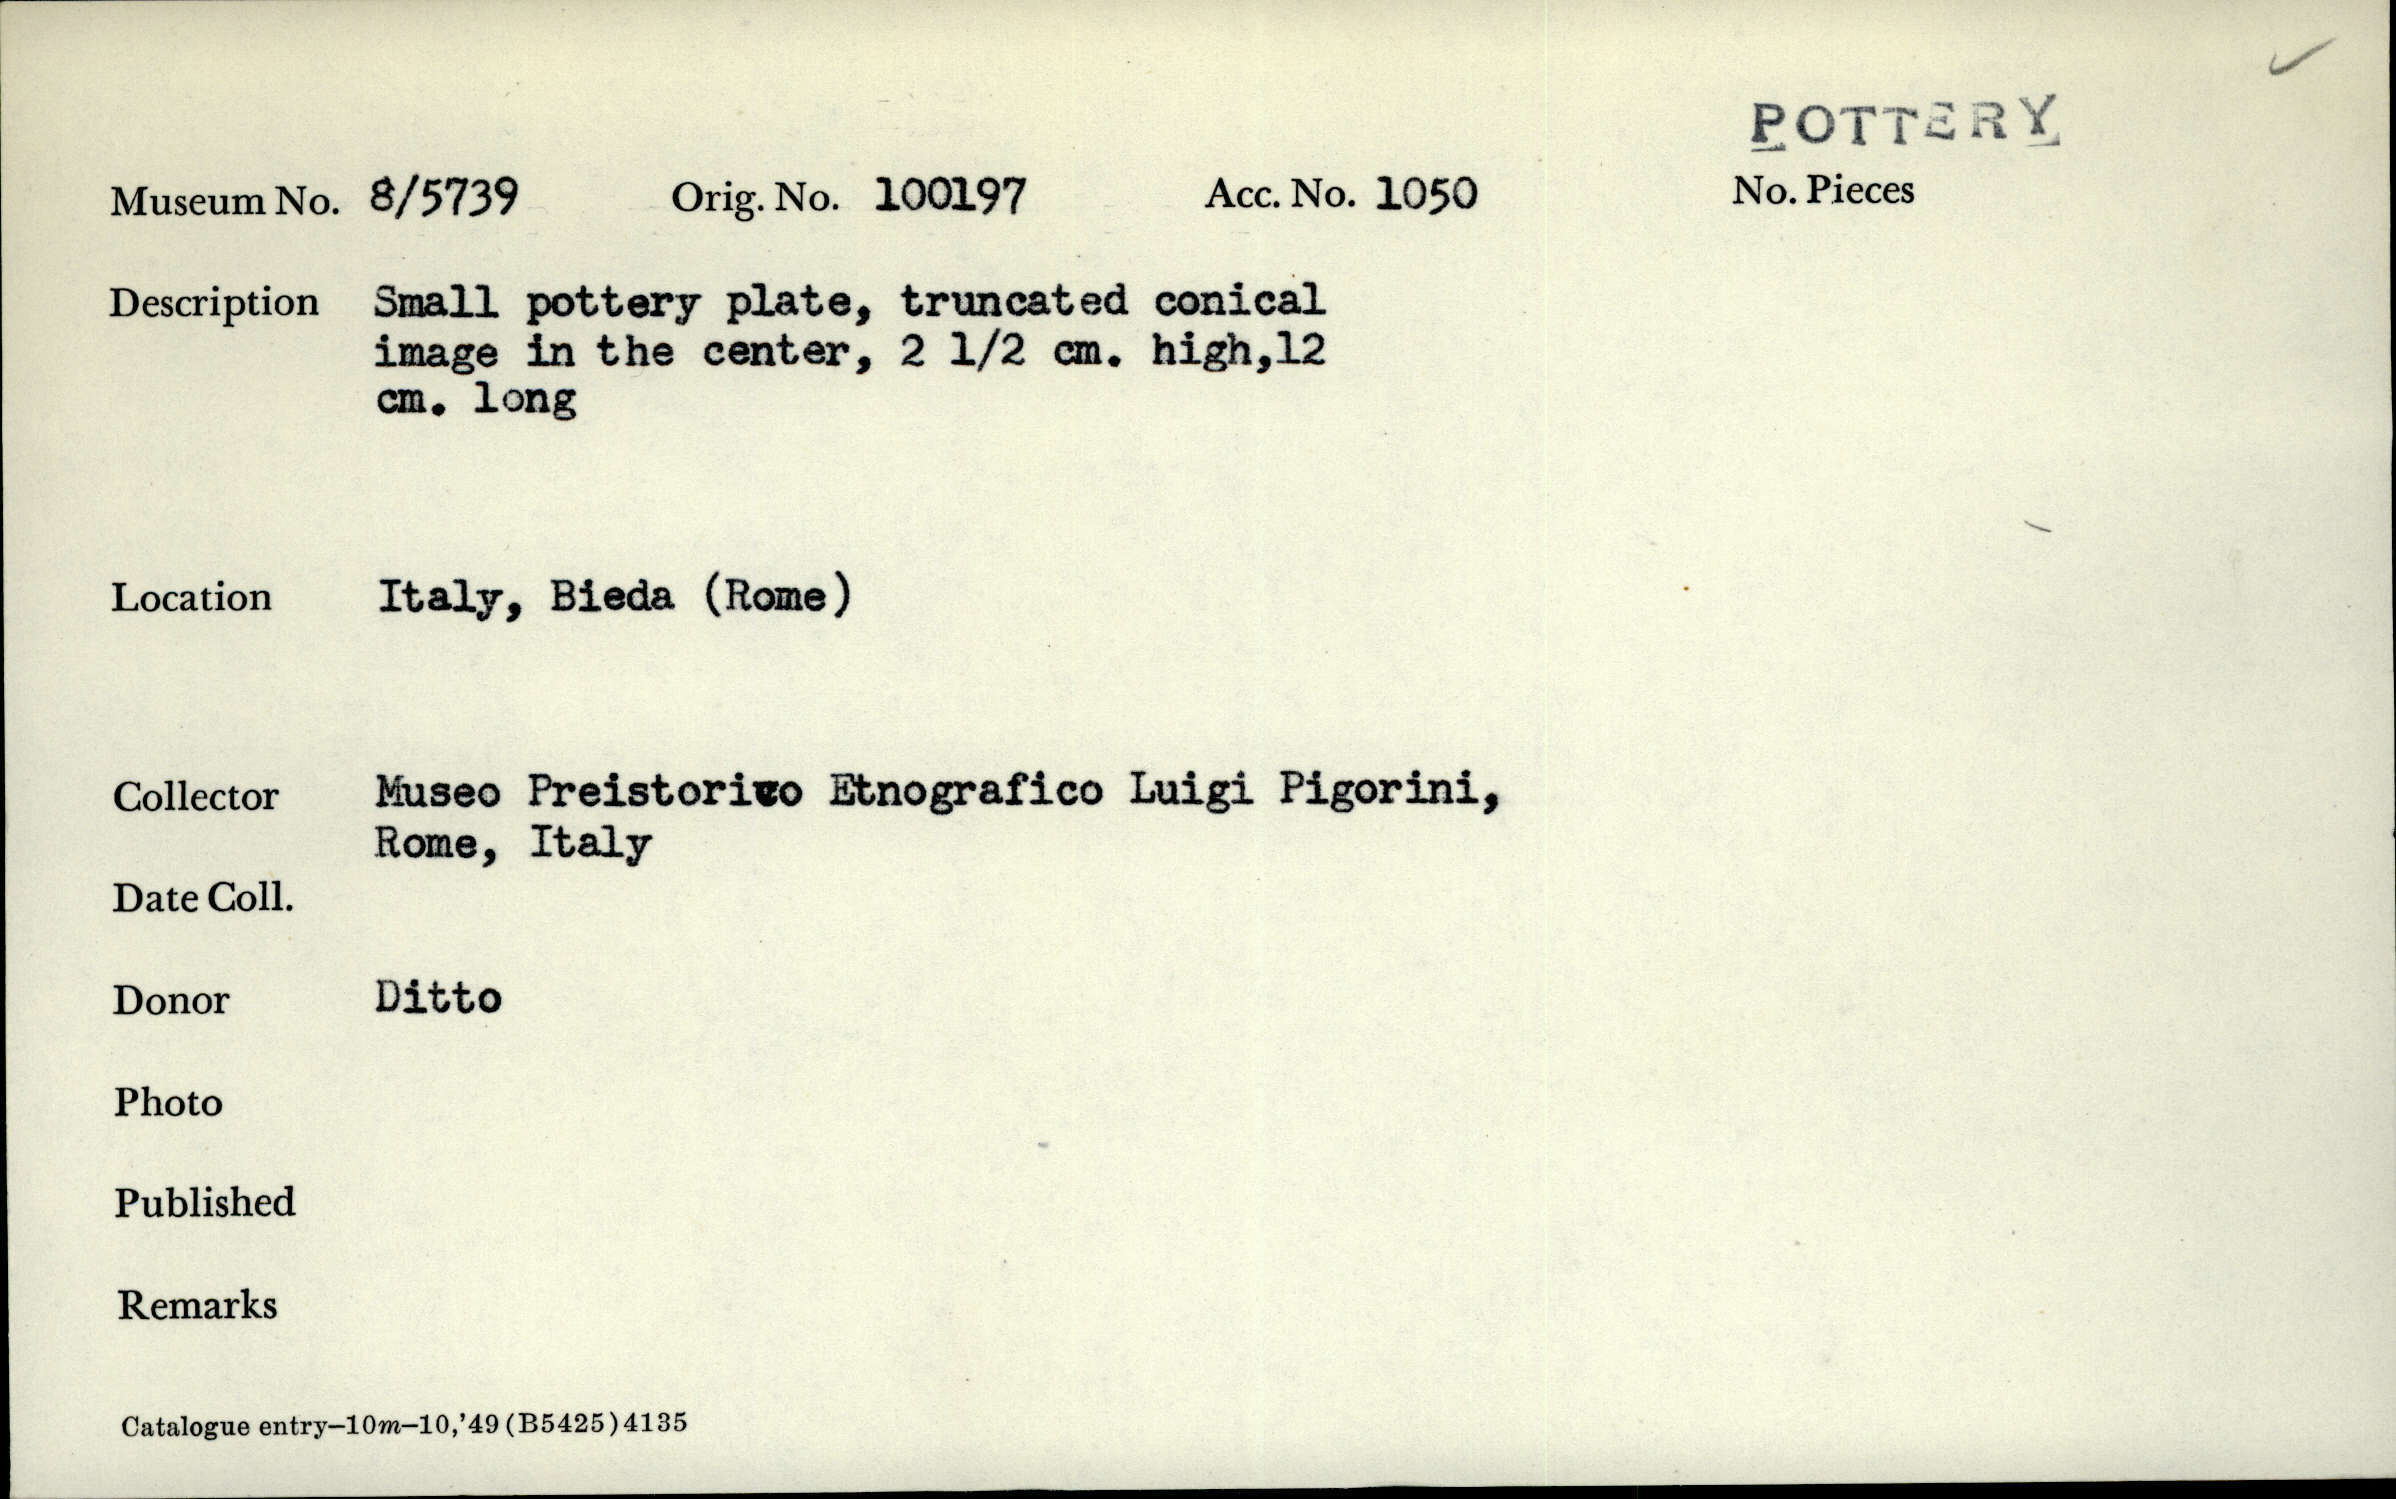 POTTERY
Museum No. 8/5739 Orig. No. 100197 Acc. No. 1050 No. Pieces
Description Small pottery plate, truncated conical
image in the center, 2 1/2 cm. high,12
cm. long
Location Italy, Bieda (Rome)
Collector Museo Preistorico Etnografico Luigi Pigorini,
Rome, Italy
Date Coll.
Donor Ditto
Photo
Published
Remarks
Catalogue entry–10m–10,’49 (B5425)4135